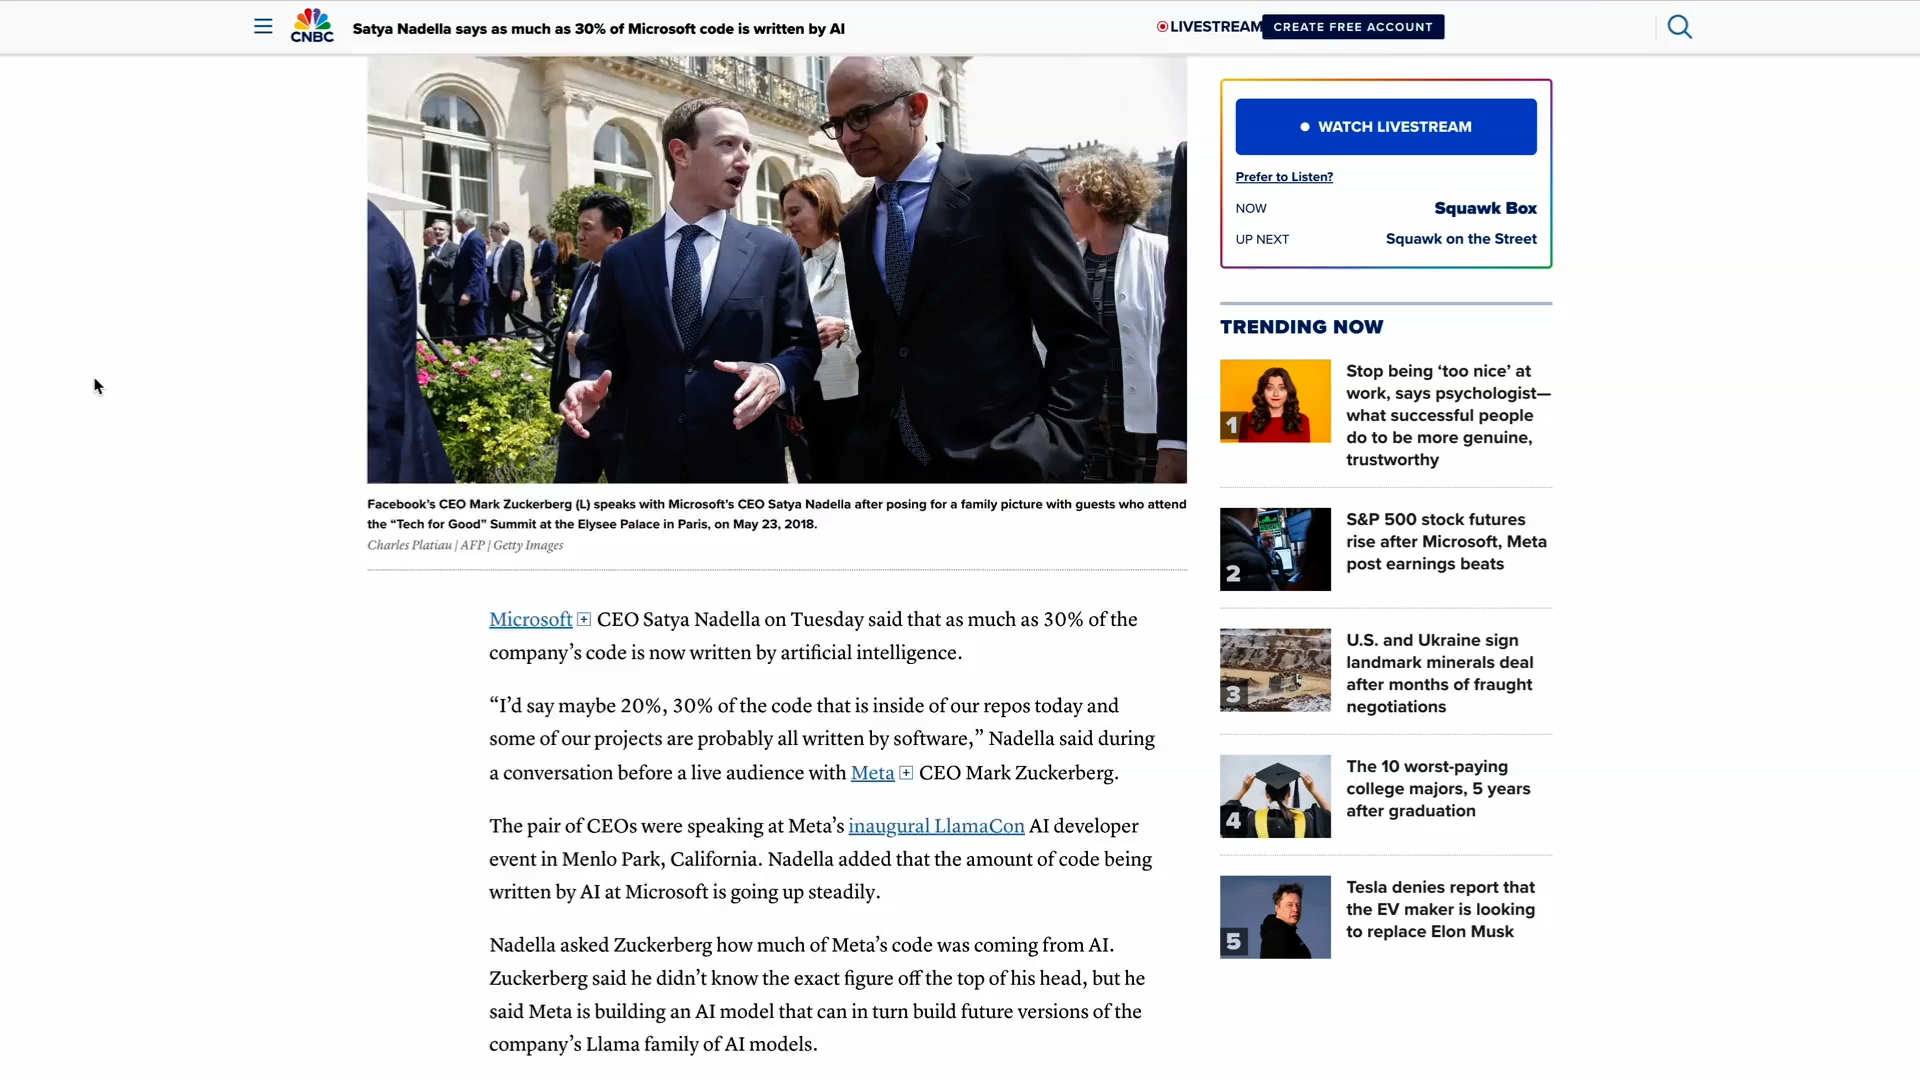 CNBC
Satya Nadella says as much as 30% of Microsoft code is written by AI
LIVESTREAM
CREATE FREE ACCOUNT
Facebook’s CEO Mark Zuckerberg (L) speaks with Microsoft’s CEO Satya Nadella after posing for a family picture with guests who attend
the “Tech for Good” Summit at the Elysee Palace in Paris, on May 23, 2018.
Charles Platiau | AFP | Getty Images
Microsoft CEO Satya Nadella on Tuesday said that as much as 30% of the
company’s code is now written by artificial intelligence.
“I’d say maybe 20%, 30% of the code that is inside of our repos today and
some of our projects are probably all written by software,” Nadella said during
a conversation before a live audience with Meta CEO Mark Zuckerberg.
The pair of CEOs were speaking at Meta’s inaugural LlamaCon AI developer
event in Menlo Park, California. Nadella added that the amount of code being
written by AI at Microsoft is going up steadily.
Nadella asked Zuckerberg how much of Meta’s code was coming from AI.
Zuckerberg said he didn’t know the exact figure off the top of his head, but he
said Meta is building an AI model that can in turn build future versions of the
company’s Llama family of AI models.
WATCH LIVESTREAM
Prefer to Listen?
NOW Squawk Box
UP NEXT Squawk on the Street
TRENDING NOW
1
Stop being ‘too nice’ at
work, says psychologist—
what successful people
do to be more genuine,
trustworthy
2
S&P 500 stock futures
rise after Microsoft, Meta
post earnings beats
3
U.S. and Ukraine sign
landmark minerals deal
after months of fraught
negotiations
4
The 10 worst-paying
college majors, 5 years
after graduation
5
Tesla denies report that
the EV maker is looking
to replace Elon Musk